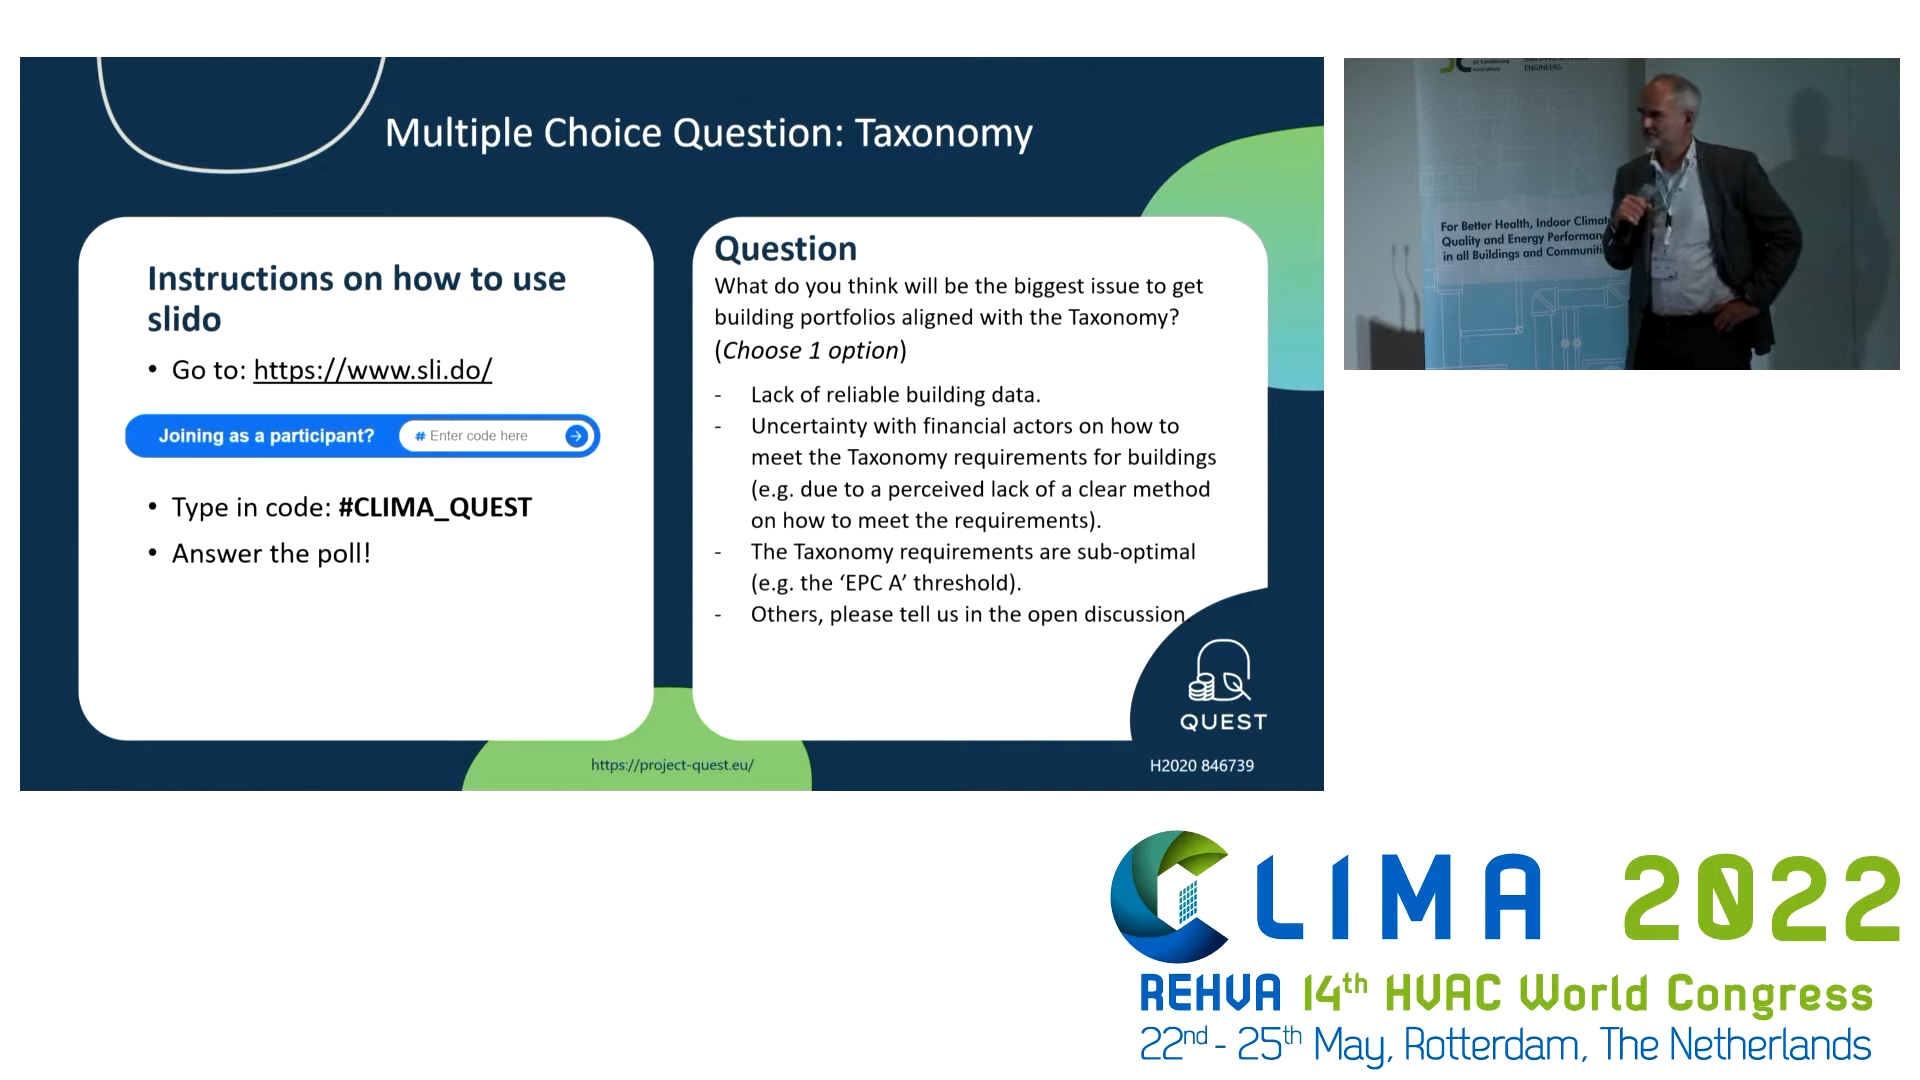 Multiple Choice Question: Taxonomy
Instructions on how to use
slido
• Go to: https://www.sli.do/
Joining as a participant? # Enter code here
• Type in code: #CLIMA_QUEST
• Answer the poll!
Question
What do you think will be the biggest issue to get
building portfolios aligned with the Taxonomy?
(Choose 1 option)
- Lack of reliable building data.
- Uncertainty with financial actors on how to
meet the Taxonomy requirements for buildings
(e.g. due to a perceived lack of a clear method
on how to meet the requirements).
- The Taxonomy requirements are sub-optimal
(e.g. the ‘EPC A’ threshold).
- Others, please tell us in the open discussion.
QUEST
https://project-quest.eu/
H2020 846739
Air Conditioning
Associations
ENGINEERS
For Better Health, Indoor Climat
Quality and Energy Performan
in all Buildings and Communiti
CLIMA 2022
REHVA 14th HVAC World Congress
22nd - 25th May, Rotterdam, The Netherlands